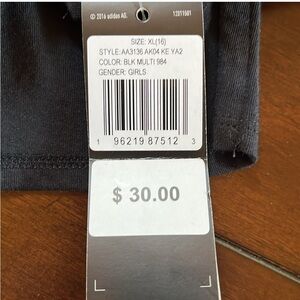 © 2016 adidas AG. 12011601
SIZE: XL(16)
STYLE:AA3136 AK04 KE YA2
COLOR: BLK MULTI 984
GENDER: GIRLS
1 96219 87512 3
$ 30.00